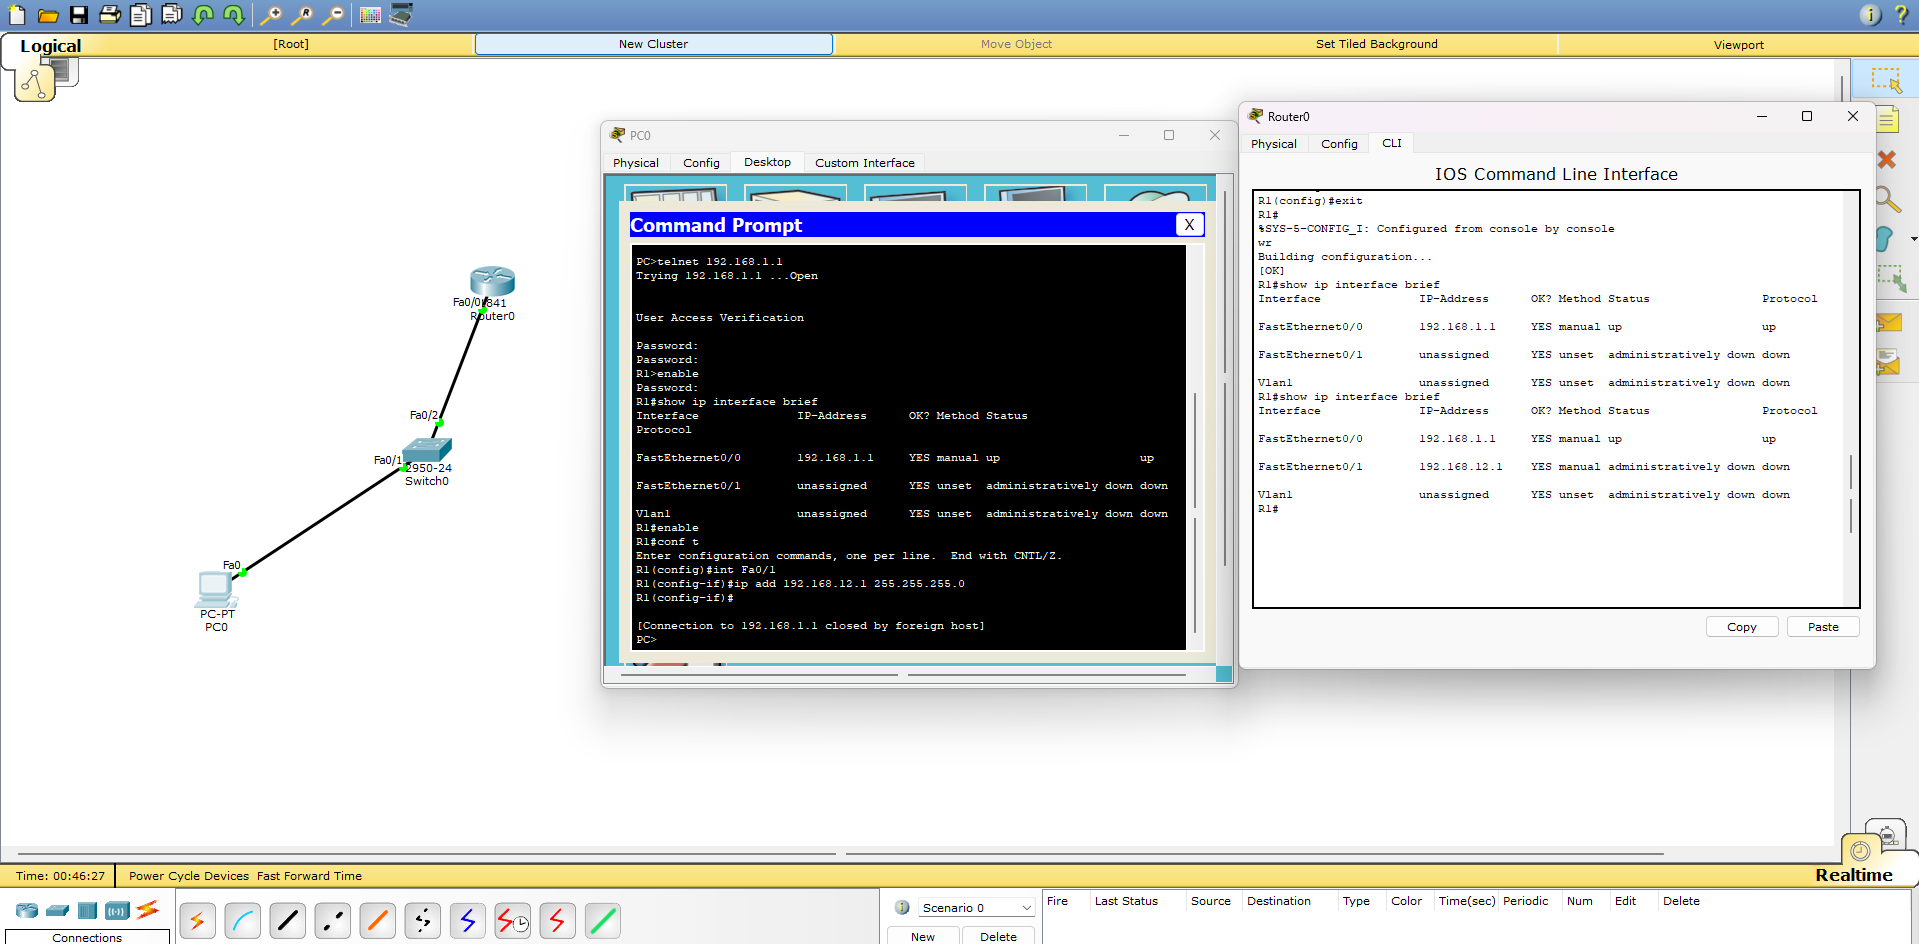 Logical
[Root]
New Cluster
Move Object
Set Tiled Background
Viewport
Fa0/0
1841
Router0
Fa0/2
Fa0/1
2950-24
Switch0
Fa0
PC-PT
PC0
PC0
Physical Config Desktop Custom Interface
Command Prompt X
PC>telnet 192.168.1.1
Trying 192.168.1.1 ...Open
User Access Verification
Password:
Password:
R1>enable
Password:
R1#show ip interface brief
Interface IP-Address OK? Method Status
Protocol
FastEthernet0/0 192.168.1.1 YES manual up up
FastEthernet0/1 unassigned YES unset administratively down down
Vlan1 unassigned YES unset administratively down down
R1#enable
R1#conf t
Enter configuration commands, one per line.  End with CNTL/Z.
R1(config)#int Fa0/1
R1(config-if)#ip add 192.168.12.1 255.255.255.0
R1(config-if)#
[Connection to 192.168.1.1 closed by foreign host]
PC>
Router0
Physical Config CLI
IOS Command Line Interface
R1(config)#exit
R1#
%SYS-5-CONFIG_I: Configured from console by console
wr
Building configuration...
[OK]
R1#show ip interface brief
Interface IP-Address OK? Method Status Protocol
FastEthernet0/0 192.168.1.1 YES manual up up
FastEthernet0/1 unassigned YES unset administratively down down
Vlan1 unassigned YES unset administratively down down
R1#show ip interface brief
Interface IP-Address OK? Method Status Protocol
FastEthernet0/0 192.168.1.1 YES manual up up
FastEthernet0/1 192.168.12.1 YES manual administratively down down
Vlan1 unassigned YES unset administratively down down
R1#
Copy Paste
Time: 00:46:27 Power Cycle Devices Fast Forward Time
Realtime
Connections
Scenario 0
New Delete
Fire Last Status Source Destination Type Color Time(sec) Periodic Num Edit Delete